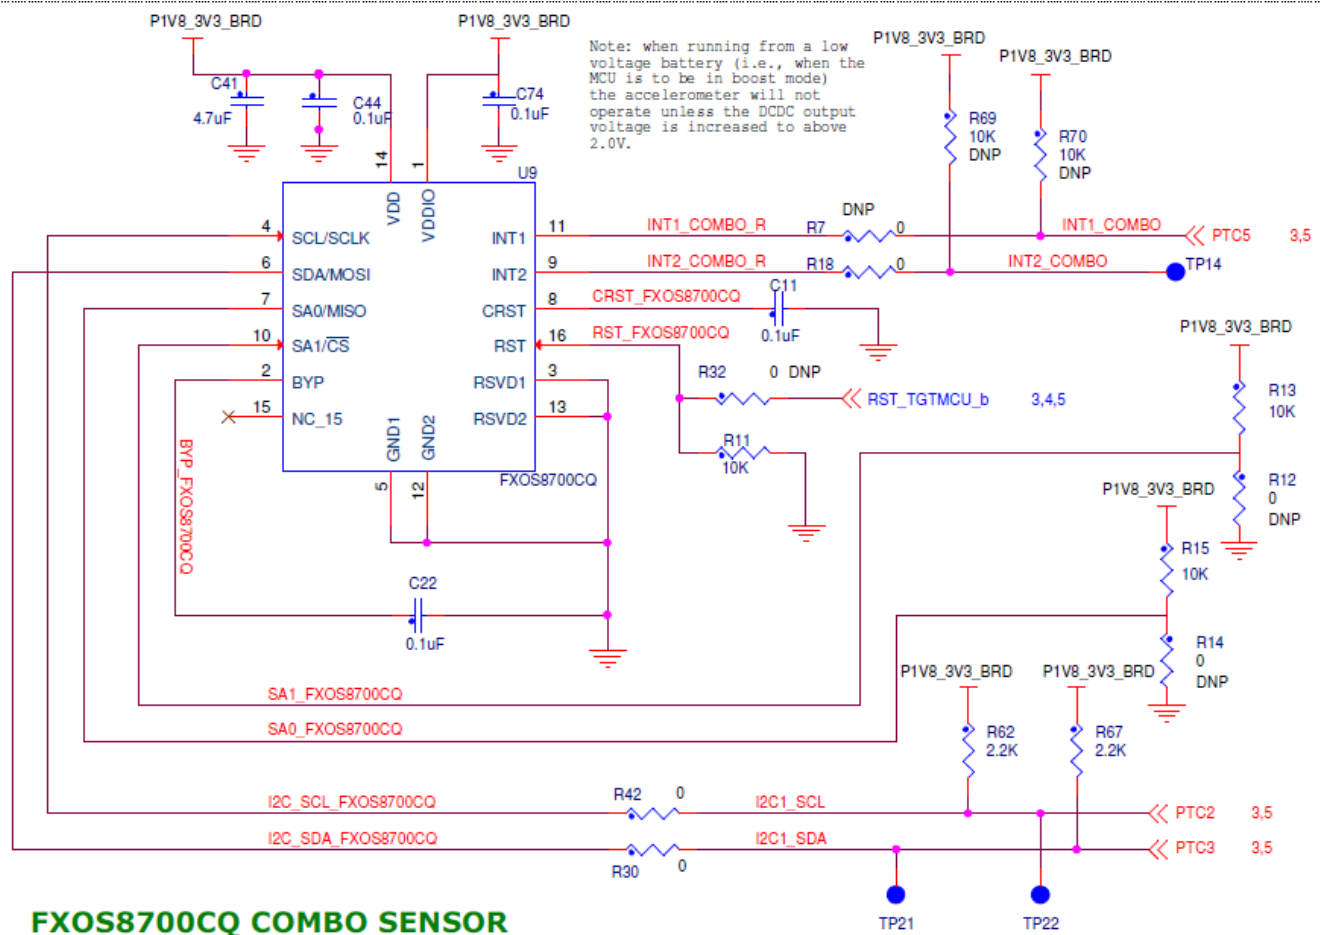 P1V8_3V3_BRD
P1V8_3V3_BRD
C41
4.7uF
C44
0.1uF
C74
0.1uF
Note: when running from a low
voltage battery (i.e., when the
MCU is to be in boost mode)
the accelerometer will not
operate unless the DCDC output
voltage is increased to above
2.0V.
P1V8_3V3_BRD
P1V8_3V3_BRD
R69
10K
DNP
R70
10K
DNP
14
1
U9
VDD
VDDIO
4
SCL/SCLK
6
SDA/MOSI
7
SA0/MISO
10
SA1/CS
2
BYP
15
NC_15
INT1
11
INT2
9
CRST
8
RST
16
RSVD1
3
RSVD2
13
GND1
GND2
5
12
FXOS8700CQ
INT1_COMBO_R
R7
DNP
0
INT1_COMBO
PTC5
3,5
INT2_COMBO_R
R18
0
INT2_COMBO
TP14
CRST_FXOS8700CQ
C11
0.1uF
RST_FXOS8700CQ
R32
0 DNP
RST_TGTMCU_b
3,4,5
R11
10K
P1V8_3V3_BRD
R13
10K
R12
0
DNP
P1V8_3V3_BRD
R15
10K
R14
0
DNP
BYP_FXOS8700CQ
C22
0.1uF
SA1_FXOS8700CQ
SA0_FXOS8700CQ
P1V8_3V3_BRD
P1V8_3V3_BRD
R62
2.2K
R67
2.2K
I2C_SCL_FXOS8700CQ
R42
0
I2C1_SCL
PTC2
3,5
I2C_SDA_FXOS8700CQ
R30
0
I2C1_SDA
PTC3
3,5
TP21
TP22
FXOS8700CQ COMBO SENSOR